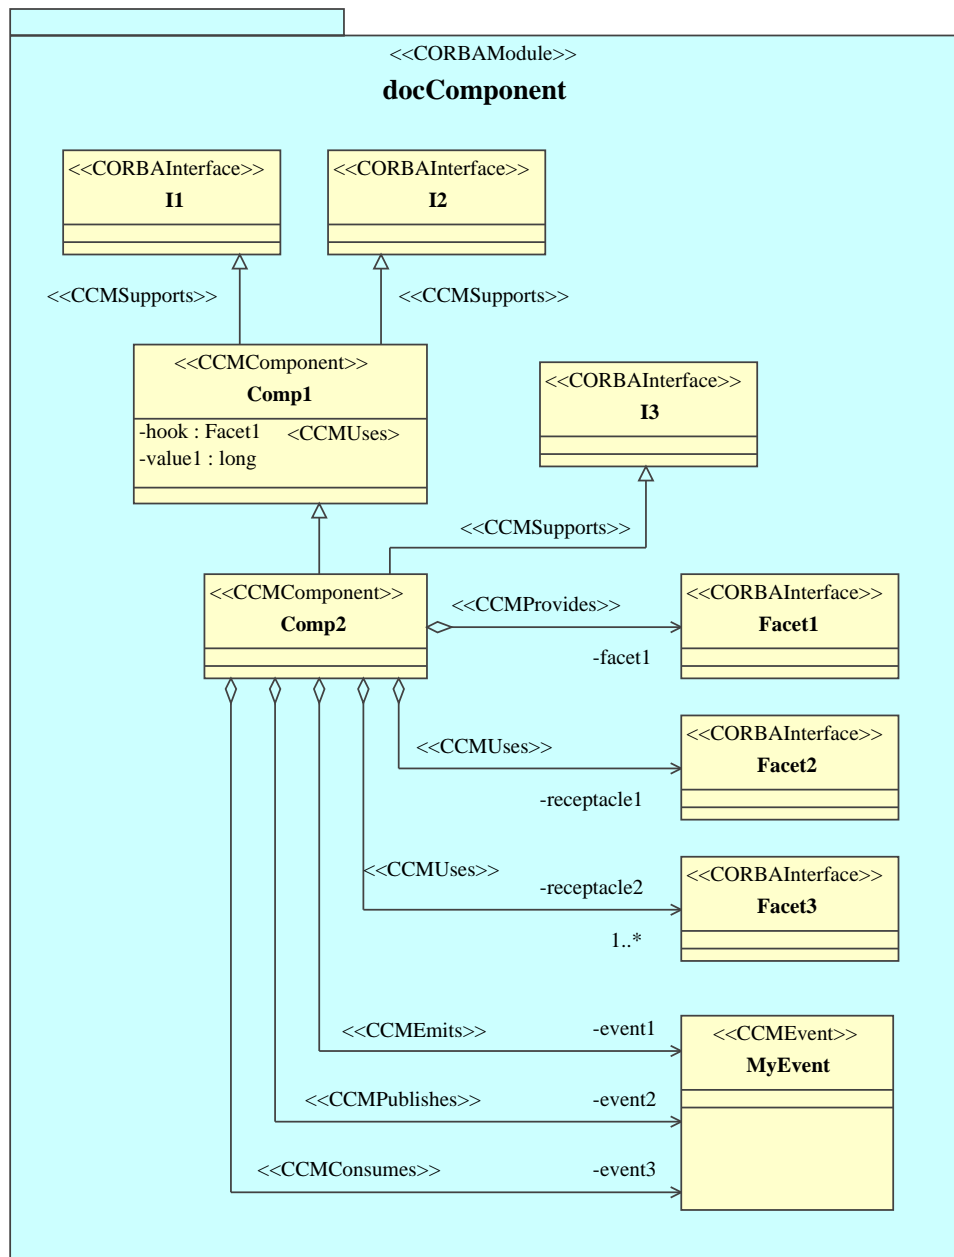 <<CORBAModule>>
docComponent
<<CORBAInterface>>
I1
<<CORBAInterface>>
I2
<<CCMSupports>>
<<CCMSupports>>
<<CCMComponent>>
Comp1
-hook : Facet1 <CCMUses>
-value1 : long
<<CORBAInterface>>
I3
<<CCMSupports>>
<<CCMComponent>>
Comp2
<<CCMProvides>>
-facet1
<<CORBAInterface>>
Facet1
<<CCMUses>>
-receptacle1
<<CORBAInterface>>
Facet2
<<CCMUses>>
-receptacle2
1..*
<<CORBAInterface>>
Facet3
<<CCMEmits>>
-event1
<<CCMEvent>>
MyEvent
<<CCMPublishes>>
-event2
<<CCMConsumes>>
-event3